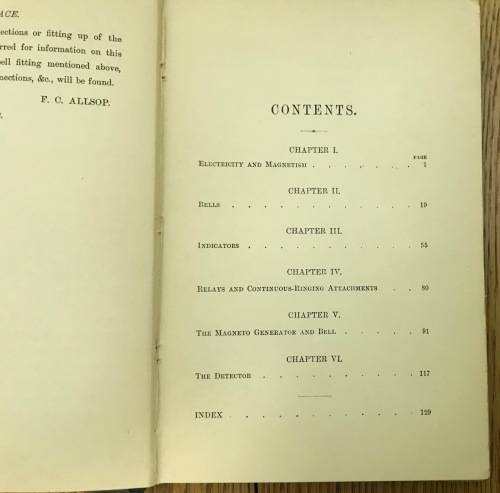 ACE.
ections or fitting up of the
rred for information on this
bell fitting mentioned above,
nections, &c., will be found.
F. C. ALLSOP.
CONTENTS.
CHAPTER I.
PAGE
ELECTRICITY AND MAGNETISM . . . . . . . 1
CHAPTER II.
BELLS . . . . . . . . . . . . 19
CHAPTER III.
INDICATORS . . . . . . . . . . . 55
CHAPTER IV.
RELAYS AND CONTINUOUS-RINGING ATTACHMENTS . . 80
CHAPTER V.
THE MAGNETO GENERATOR AND BELL . . . . . 91
CHAPTER VI.
THE DETECTOR . . . . . . . . . . 117
INDEX . . . . . . . . . . . . 129